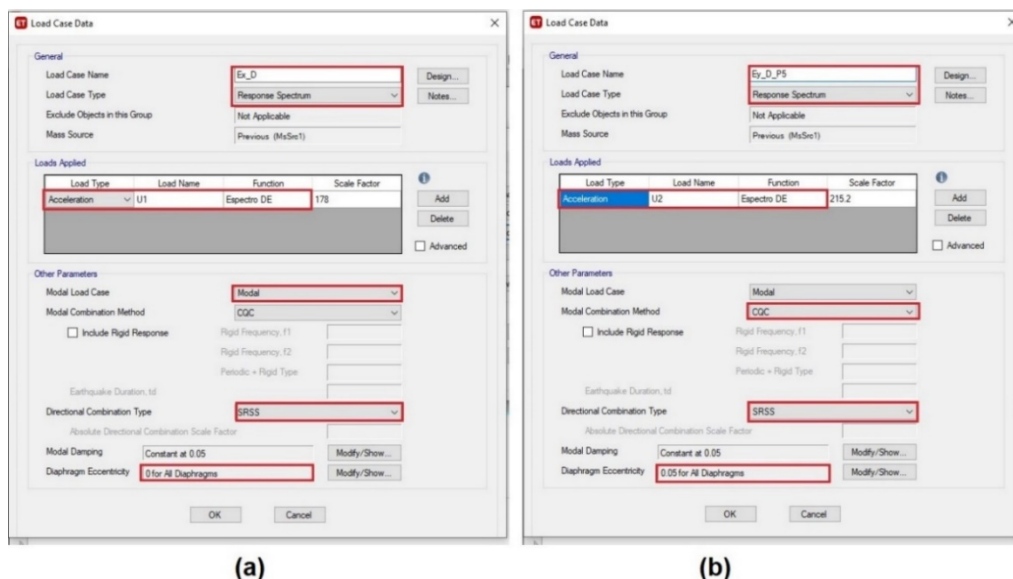 Load Case Data
General
Load Case Name Ex_D Design...
Load Case Type Response Spectrum Notes...
Exclude Objects in this Group Not Applicable
Mass Source Previous (MsSrc1)
Loads Applied
Load Type Load Name Function Scale Factor
Acceleration U1 Espectro DE 178 Add
Delete
Advanced
Other Parameters
Modal Load Case Modal
Modal Combination Method CQC
Include Rigid Response Rigid Frequency, f1
Rigid Frequency, f2
Periodic + Rigid Type
Earthquake Duration, td
Directional Combination Type SRSS
Absolute Directional Combination Scale Factor
Modal Damping Constant at 0.05 Modify/Show...
Diaphragm Eccentricity 0 for All Diaphragms Modify/Show...
OK Cancel
(a)
Load Case Data
General
Load Case Name Ey_D_P5 Design...
Load Case Type Response Spectrum Notes...
Exclude Objects in this Group Not Applicable
Mass Source Previous (MsSrc1)
Loads Applied
Load Type Load Name Function Scale Factor
Acceleration U2 Espectro DE 215.2 Add
Delete
Advanced
Other Parameters
Modal Load Case Modal
Modal Combination Method CQC
Include Rigid Response Rigid Frequency, f1
Rigid Frequency, f2
Periodic + Rigid Type
Earthquake Duration, td
Directional Combination Type SRSS
Absolute Directional Combination Scale Factor
Modal Damping Constant at 0.05 Modify/Show...
Diaphragm Eccentricity 0.05 for All Diaphragms Modify/Show...
OK Cancel
(b)